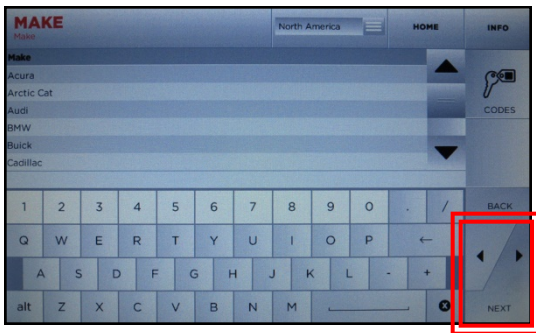 MAKE
Make
North America
HOME
INFO
Make
Acura
Arctic Cat
Audi
BMW
Buick
Cadillac
CODES
1 2 3 4 5 6 7 8 9 0 . /
BACK
Q W E R T Y U I O P ←
A S D F G H J K L - +
alt Z X C V B N M
NEXT